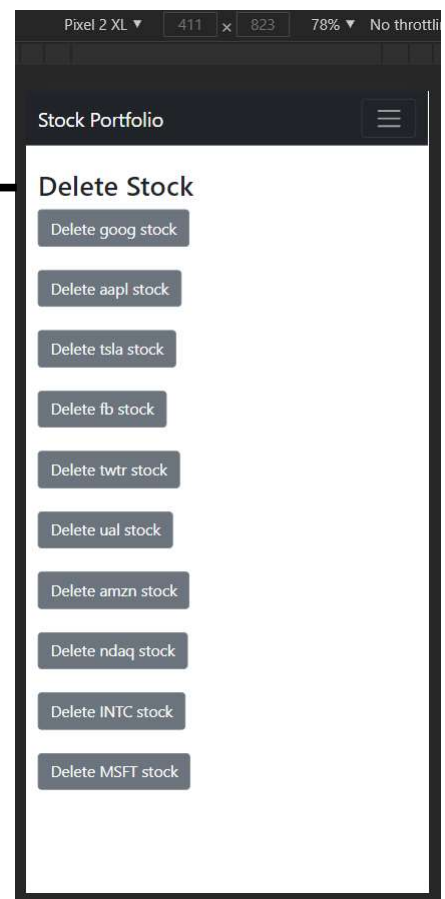 Pixel 2 XL ▼ 411 x 823 78% ▼ No throttli
Stock Portfolio
Delete Stock
Delete goog stock
Delete aapl stock
Delete tsla stock
Delete fb stock
Delete twtr stock
Delete ual stock
Delete amzn stock
Delete ndaq stock
Delete INTC stock
Delete MSFT stock